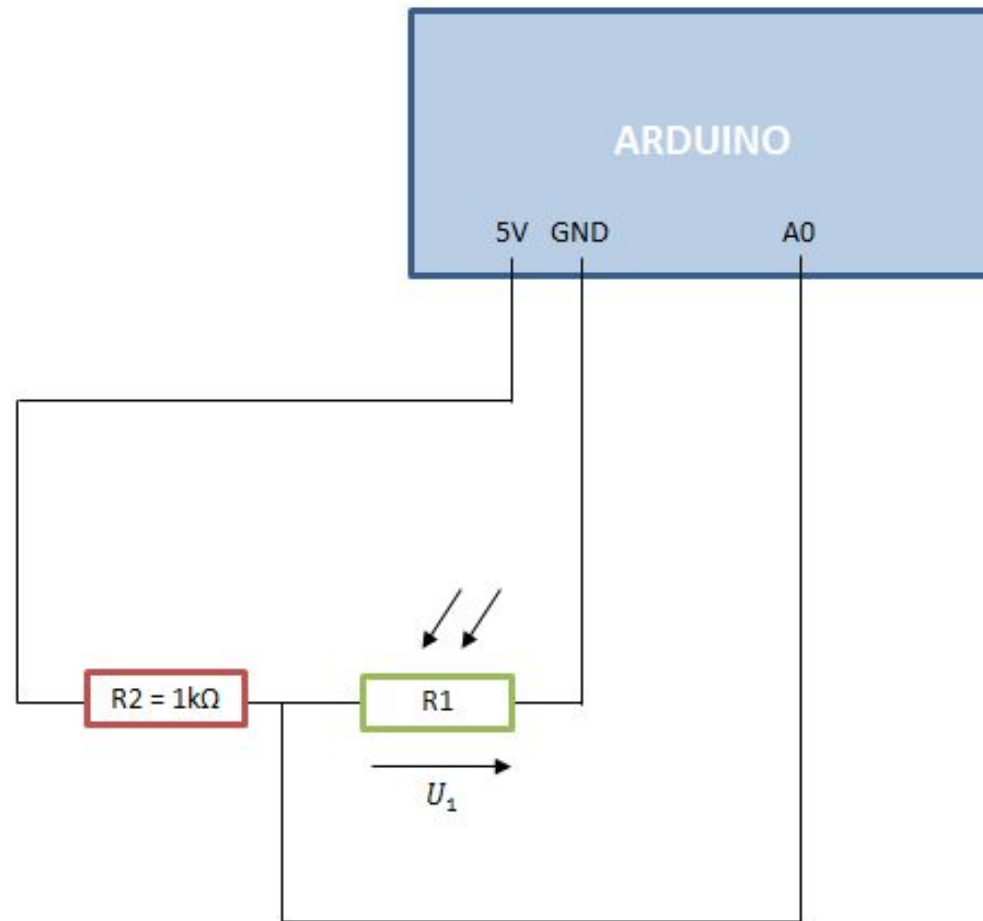 ARDUINO
5V GND A0
R2 = 1kΩ
R1
U₁